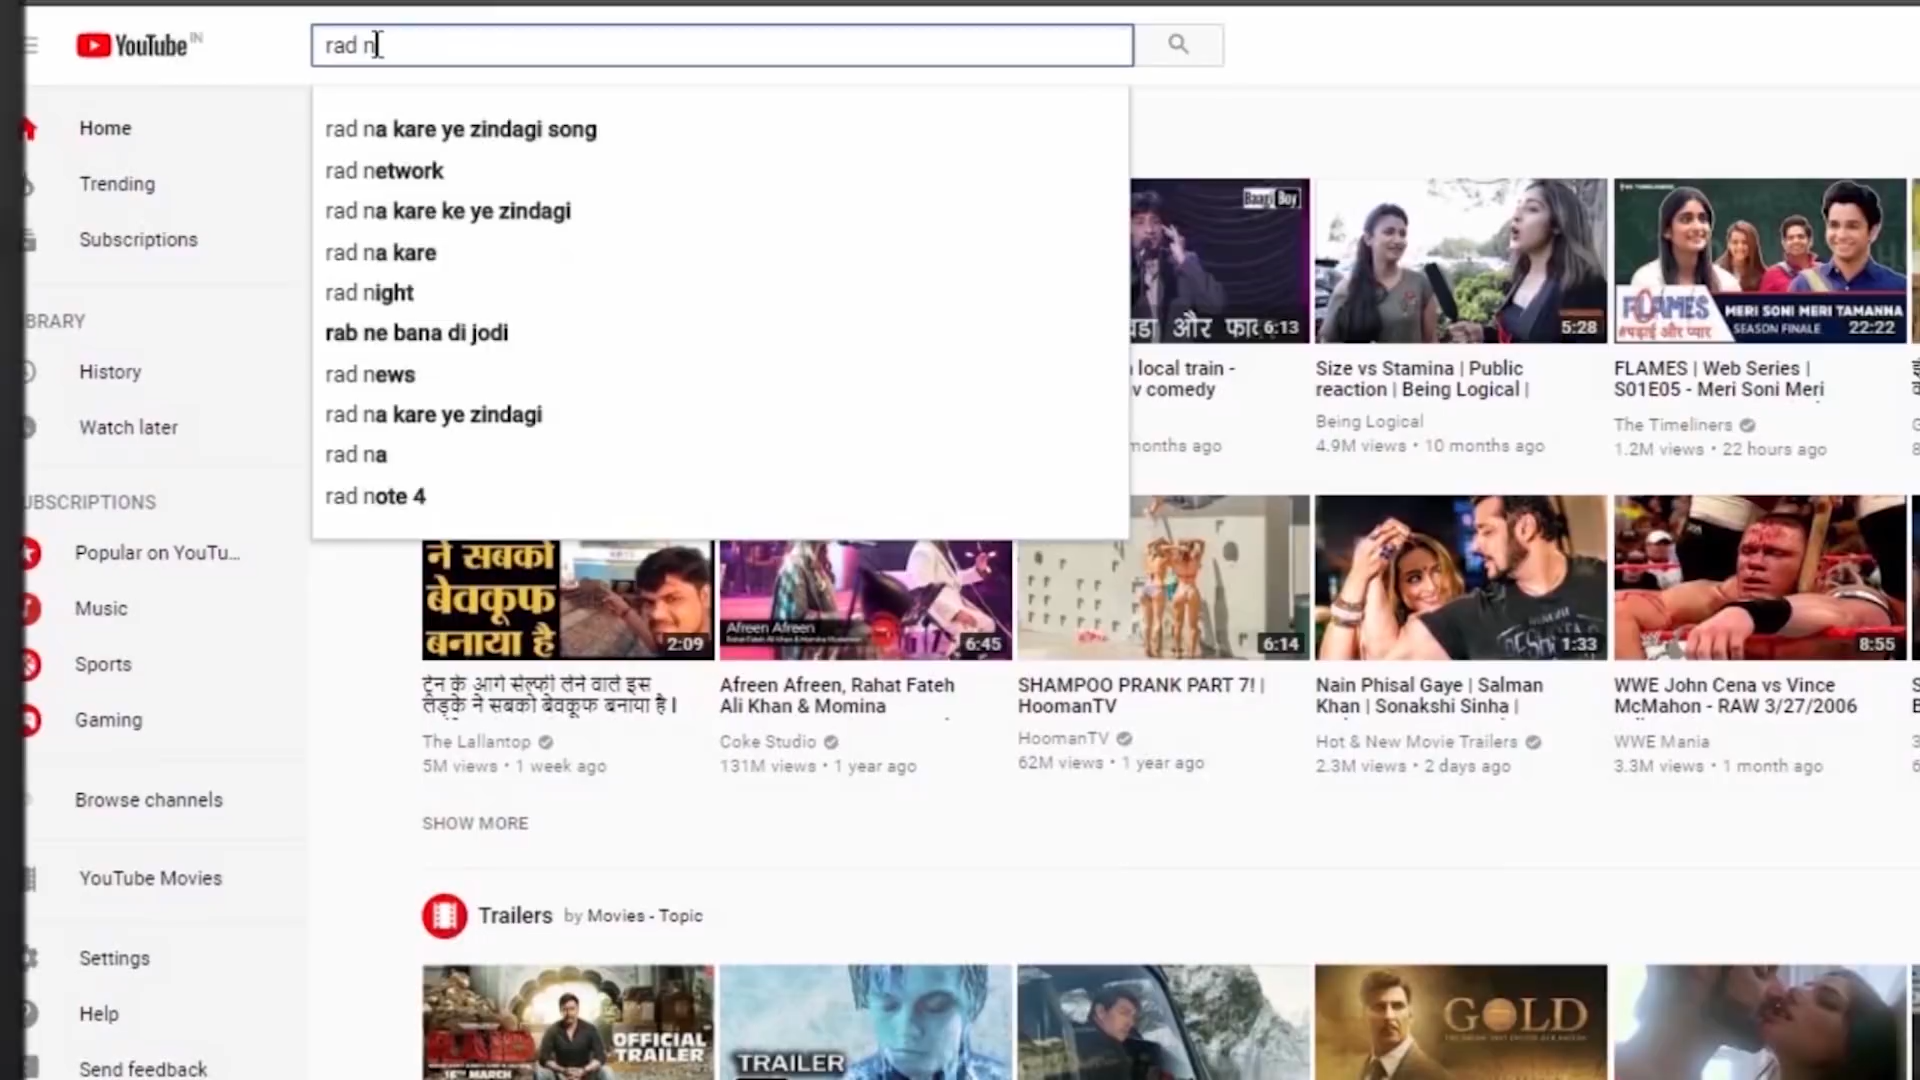 YouTube IN
rad n
Home
Trending
Subscriptions
IBRARY
History
Watch later
UBSCRIPTIONS
Popular on YouTu...
Music
Sports
Gaming
Browse channels
YouTube Movies
Settings
Help
Send feedback
rad na kare ye zindagi song
rad network
rad na kare ke ye zindagi
rad na kare
rad night
rab ne bana di jodi
rad news
rad na kare ye zindagi
rad na
rad note 4
और
6:13
local train -
comedy
months ago
5:28
Size vs Stamina | Public
reaction | Being Logical |
Being Logical
4.9M views • 10 months ago
FLAMES
#पढ़ाई और प्यार
MERI SONI MERI TAMANNA
SEASON FINALE
22:22
FLAMES | Web Series |
S01E05 - Meri Soni Meri
The Timeliners
1.2M views • 22 hours ago
ने सबको
बेवकूफ
बनाया है
2:09
ट्रेन के आगे सेल्फी लेने वाले इस
लड़के ने सबको बेवकूफ बनाया है I
The Lallantop
5M views • 1 week ago
Afreen Afreen
6:45
Afreen Afreen, Rahat Fateh
Ali Khan & Momina
Coke Studio
131M views • 1 year ago
6:14
SHAMPOO PRANK PART 7! |
HoomanTV
HoomanTV
62M views • 1 year ago
1:33
Nain Phisal Gaye | Salman
Khan | Sonakshi Sinha |
Hot & New Movie Trailers
2.3M views • 2 days ago
8:55
WWE John Cena vs Vince
McMahon - RAW 3/27/2006
WWE Mania
3.3M views • 1 month ago
SHOW MORE
Trailers by Movies - Topic
RAID
OFFICIAL
TRAILER
16TH MARCH
TRAILER
GOLD